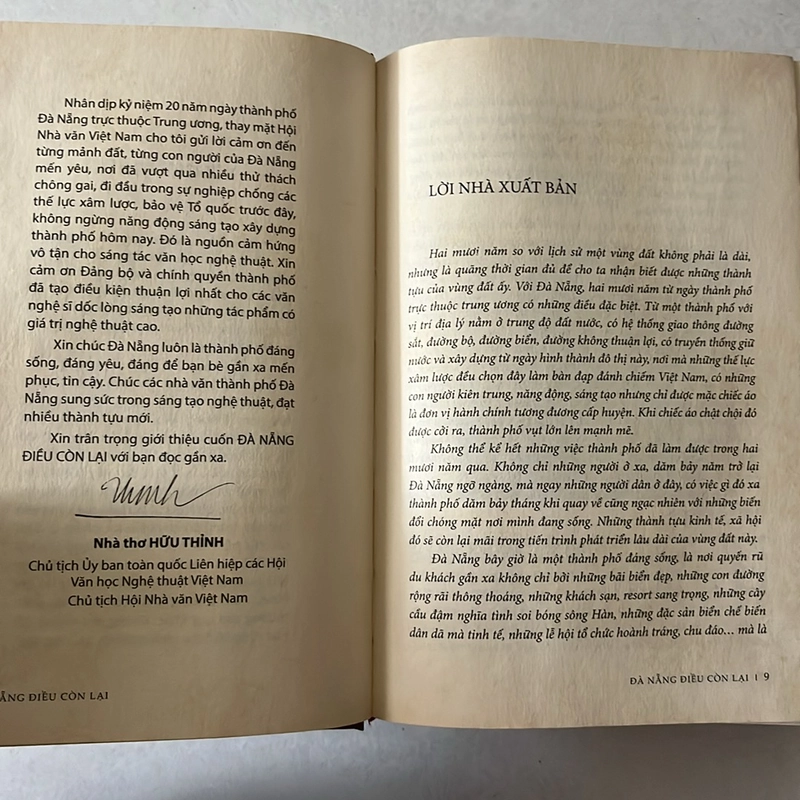 Nhân dịp kỷ niệm 20 năm ngày thành phố
Đà Nẵng trực thuộc Trung ương, thay mặt Hội
Nhà văn Việt Nam cho tôi gửi lời cảm ơn đến
từng mảnh đất, từng con người của Đà Nẵng
mến yêu, nơi đã vượt qua nhiều thử thách
chông gai, đi đầu trong sự nghiệp chống các
thế lực xâm lược, bảo vệ Tổ quốc trước đây,
không ngừng năng động sáng tạo xây dựng
thành phố hôm nay. Đó là nguồn cảm hứng
vô tận cho sáng tác văn học nghệ thuật. Xin
cảm ơn Đảng bộ và chính quyền thành phố
đã tạo điều kiện thuận lợi nhất cho các văn
nghệ sĩ dốc lòng sáng tạo những tác phẩm có
giá trị nghệ thuật cao.
Xin chúc Đà Nẵng luôn là thành phố đáng
sống, đáng yêu, đáng để bạn bè gần xa mến
phục, tin cậy. Chúc các nhà văn thành phố Đà
Nẵng sung sức trong sáng tạo nghệ thuật, đạt
nhiều thành tựu mới.
Xin trân trọng giới thiệu cuốn ĐÀ NẴNG
ĐIỀU CÒN LẠI với bạn đọc gần xa.
Nhà thơ HỮU THỈNH
Chủ tịch Ủy ban toàn quốc Liên hiệp các Hội
Văn học Nghệ thuật Việt Nam
Chủ tịch Hội Nhà văn Việt Nam
ẴNG ĐIỀU CÒN LẠI
LỜI NHÀ XUẤT BẢN
Hai mươi năm so với lịch sử một vùng đất không phải là dài,
nhưng là quãng thời gian đủ để cho ta nhận biết được những thành
tựu của vùng đất ấy. Với Đà Nẵng, hai mươi năm từ ngày thành phố
trực thuộc trung ương có những điều đặc biệt. Từ một thành phố với
vị trí địa lý nằm ở trung độ đất nước, có hệ thống giao thông đường
sắt, đường bộ, đường biển, đường không thuận lợi, có truyền thống giữ
nước và xây dựng từ ngày hình thành đô thị này, nơi mà những thế lực
xâm lược đều chọn đây làm bàn đạp đánh chiếm Việt Nam, có những
con người kiên trung, năng động, sáng tạo nhưng chỉ được mặc chiếc áo
là đơn vị hành chính tương đương cấp huyện. Khi chiếc áo chật chội đó
được cởi ra, thành phố vụt lớn lên mạnh mẽ.
Không thể kể hết những việc thành phố đã làm được trong hai
mươi năm qua. Không chỉ những người ở xa, dăm bảy năm trở lại
Đà Nẵng ngỡ ngàng, mà ngay những người dân ở đây, có việc gì đó xa
thành phố dăm bảy tháng khi quay về cũng ngạc nhiên với những biến
đổi chóng mặt nơi mình đang sống. Những thành tựu kinh tế, xã hội
đó sẽ còn lại mãi trong tiến trình phát triển lâu dài của vùng đất này.
Đà Nẵng bây giờ là một thành phố đáng sống, là nơi quyến rũ
du khách gần xa không chỉ bởi những bãi biển đẹp, những con đường
rộng rãi thông thoáng, những khách sạn, resort sang trọng, những cây
cầu đậm nghĩa tình soi bóng sông Hàn, những đặc sản biển chế biến
dân dã mà tinh tế, những lễ hội tổ chức hoành tráng, chu đáo... mà là
ĐÀ NẴNG ĐIỀU CÒN LẠI | 9